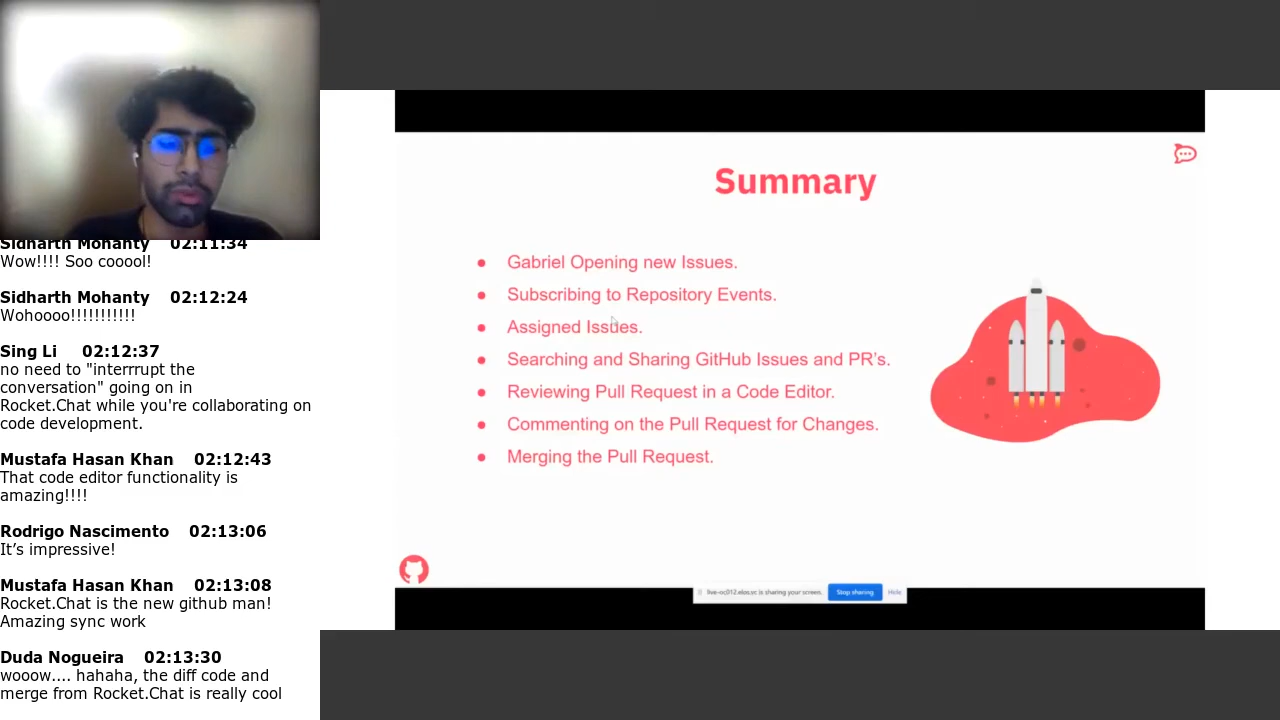 Sidharth Mohanty 02:11:34
Wow!!!! Soo cooool!
Sidharth Mohanty 02:12:24
Wohoooo!!!!!!!!!!!
Sing Li 02:12:37
no need to "interrrupt the
conversation" going on in
Rocket.Chat while you're collaborating on
code development.
Mustafa Hasan Khan 02:12:43
That code editor functionality is
amazing!!!!
Rodrigo Nascimento 02:13:06
It’s impressive!
Mustafa Hasan Khan 02:13:08
Rocket.Chat is the new github man!
Amazing sync work
Duda Nogueira 02:13:30
wooow.... hahaha, the diff code and
merge from Rocket.Chat is really cool
Summary
● Gabriel Opening new Issues.
● Subscribing to Repository Events.
● Assigned Issues.
● Searching and Sharing GitHub Issues and PR’s.
● Reviewing Pull Request in a Code Editor.
● Commenting on the Pull Request for Changes.
● Merging the Pull Request.
is sharing your screen. Stop sharing Hide